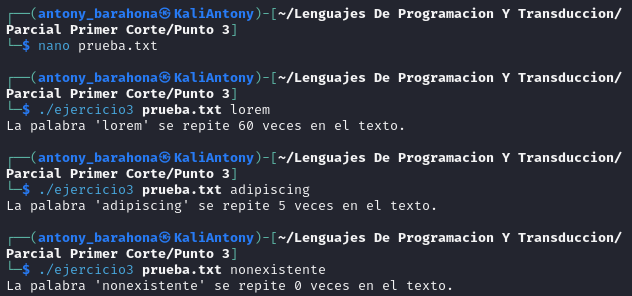 ┌──(antony_barahona㉿KaliAntony)-[~/Lenguajes De Programacion Y Transduccion/
Parcial Primer Corte/Punto 3]
└─$ nano prueba.txt
┌──(antony_barahona㉿KaliAntony)-[~/Lenguajes De Programacion Y Transduccion/
Parcial Primer Corte/Punto 3]
└─$ ./ejercicio3 prueba.txt lorem
La palabra 'lorem' se repite 60 veces en el texto.
┌──(antony_barahona㉿KaliAntony)-[~/Lenguajes De Programacion Y Transduccion/
Parcial Primer Corte/Punto 3]
└─$ ./ejercicio3 prueba.txt adipiscing
La palabra 'adipiscing' se repite 5 veces en el texto.
┌──(antony_barahona㉿KaliAntony)-[~/Lenguajes De Programacion Y Transduccion/
Parcial Primer Corte/Punto 3]
└─$ ./ejercicio3 prueba.txt nonexistente
La palabra 'nonexistente' se repite 0 veces en el texto.